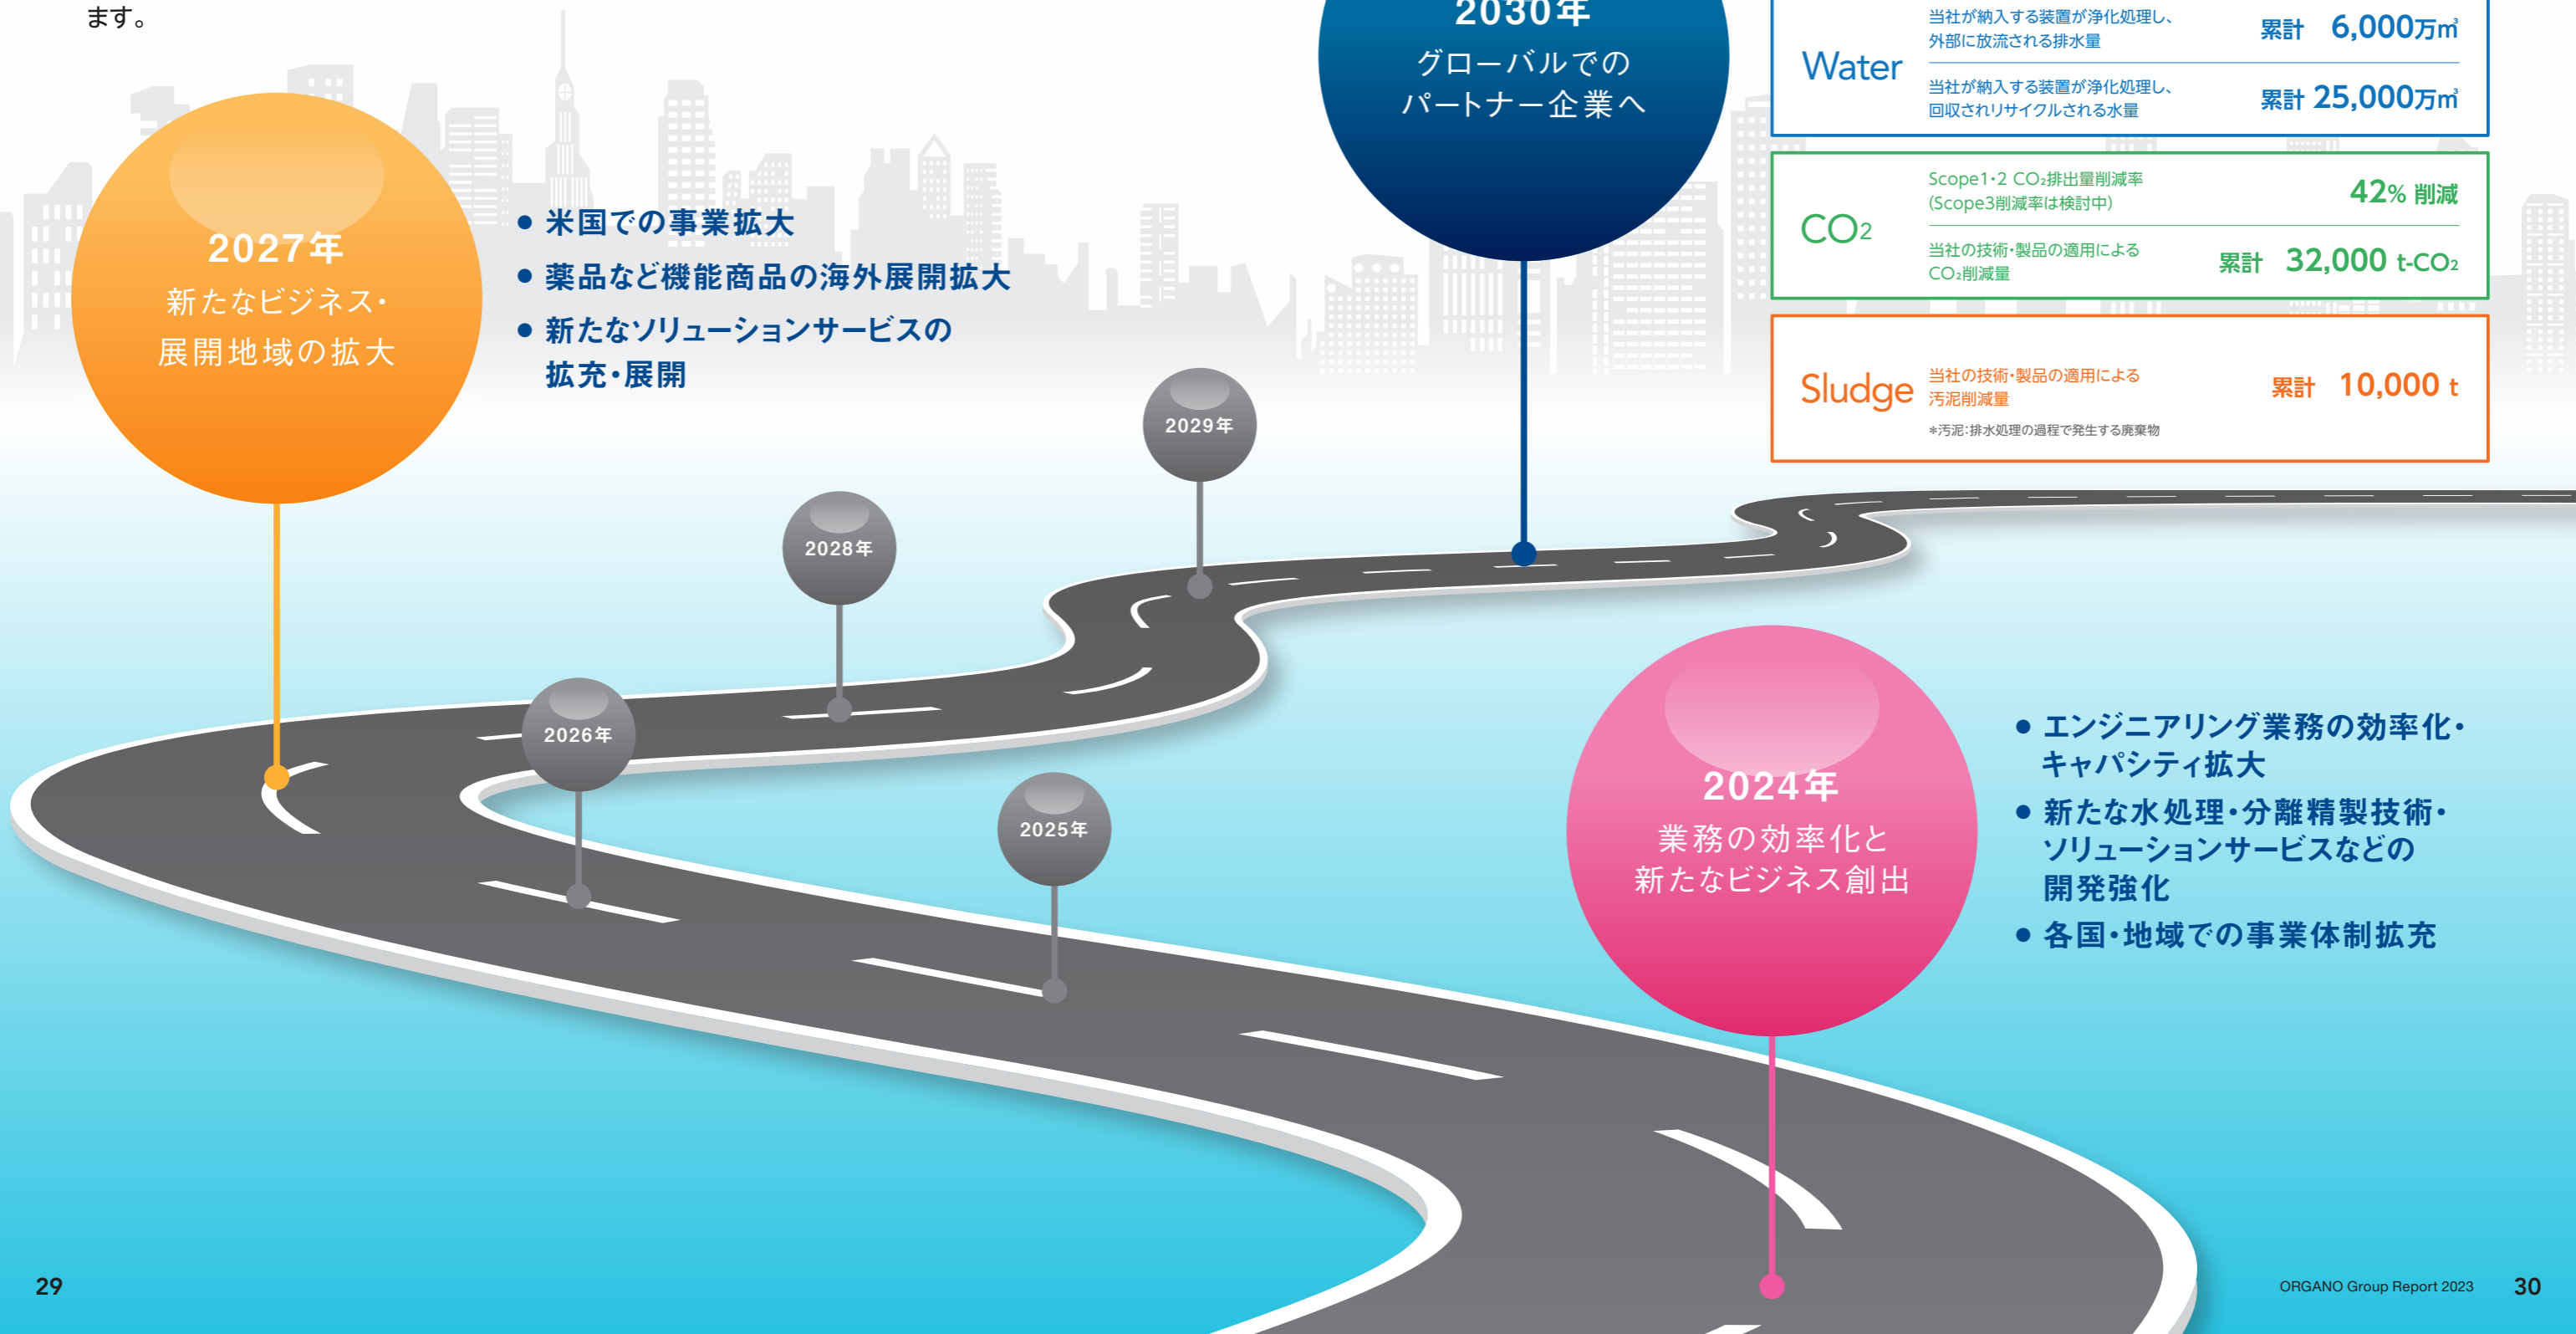 ます。
2030年
グローバルでの
パートナー企業へ
Water
当社が納入する装置が浄化処理し、
外部に放流される排水量
累計 6,000万㎥
当社が納入する装置が浄化処理し、
回収されリサイクルされる水量
累計 25,000万㎥
CO₂
Scope1・2 CO₂排出量削減率
(Scope3削減率は検討中)
42% 削減
当社の技術・製品の適用による
CO₂削減量
累計 32,000 t-CO₂
Sludge
当社の技術・製品の適用による
汚泥削減量
累計 10,000 t
*汚泥：排水処理の過程で発生する廃棄物
2027年
新たなビジネス・
展開地域の拡大
● 米国での事業拡大
● 薬品など機能商品の海外展開拡大
● 新たなソリューションサービスの
拡充・展開
2029年
2028年
2026年
2025年
2024年
業務の効率化と
新たなビジネス創出
● エンジニアリング業務の効率化・
キャパシティ拡大
● 新たな水処理・分離精製技術・
ソリューションサービスなどの
開発強化
● 各国・地域での事業体制拡充
29
ORGANO Group Report 2023 30